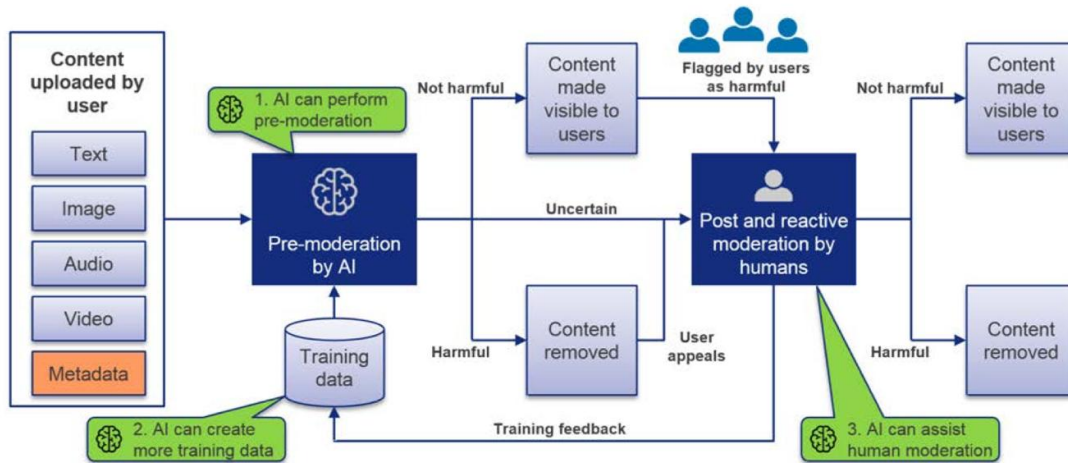 Content
uploaded by
user
Text
Image
Audio
Video
Metadata
1. AI can perform
pre-moderation
Pre-moderation
by AI
Training
data
2. AI can create
more training data
Not harmful
Uncertain
Harmful
Content
made
visible to
users
Content
removed
Flagged by users
as harmful
User
appeals
Training feedback
Post and reactive
moderation by
humans
3. AI can assist
human moderation
Not harmful
Harmful
Content
made
visible to
users
Content
removed